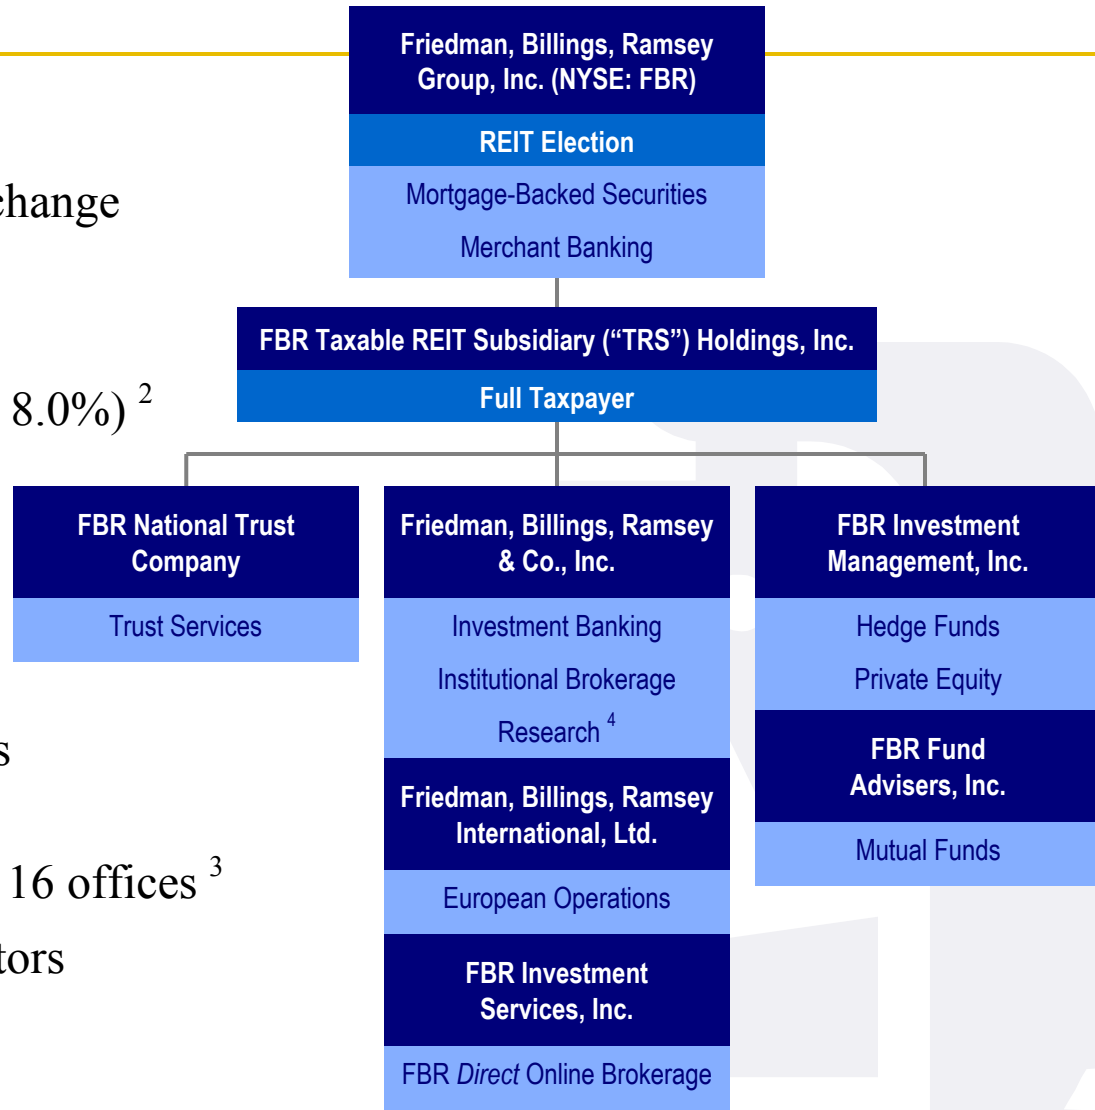 Friedman, Billings, Ramsey
Group, Inc. (NYSE: FBR)
REIT Election
Mortgage-Backed Securities
Merchant Banking
FBR Taxable REIT Subsidiary (“TRS”) Holdings, Inc.
Full Taxpayer
FBR National Trust
Company
Trust Services
Friedman, Billings, Ramsey
& Co., Inc.
Investment Banking
Institutional Brokerage
Research 4
Friedman, Billings, Ramsey
International, Ltd.
European Operations
FBR Investment
Services, Inc.
FBR Direct Online Brokerage
FBR Investment
Management, Inc.
Hedge Funds
Private Equity
FBR Fund
Advisers, Inc.
Mutual Funds
change
8.0%) 2
s
16 offices 3
tors